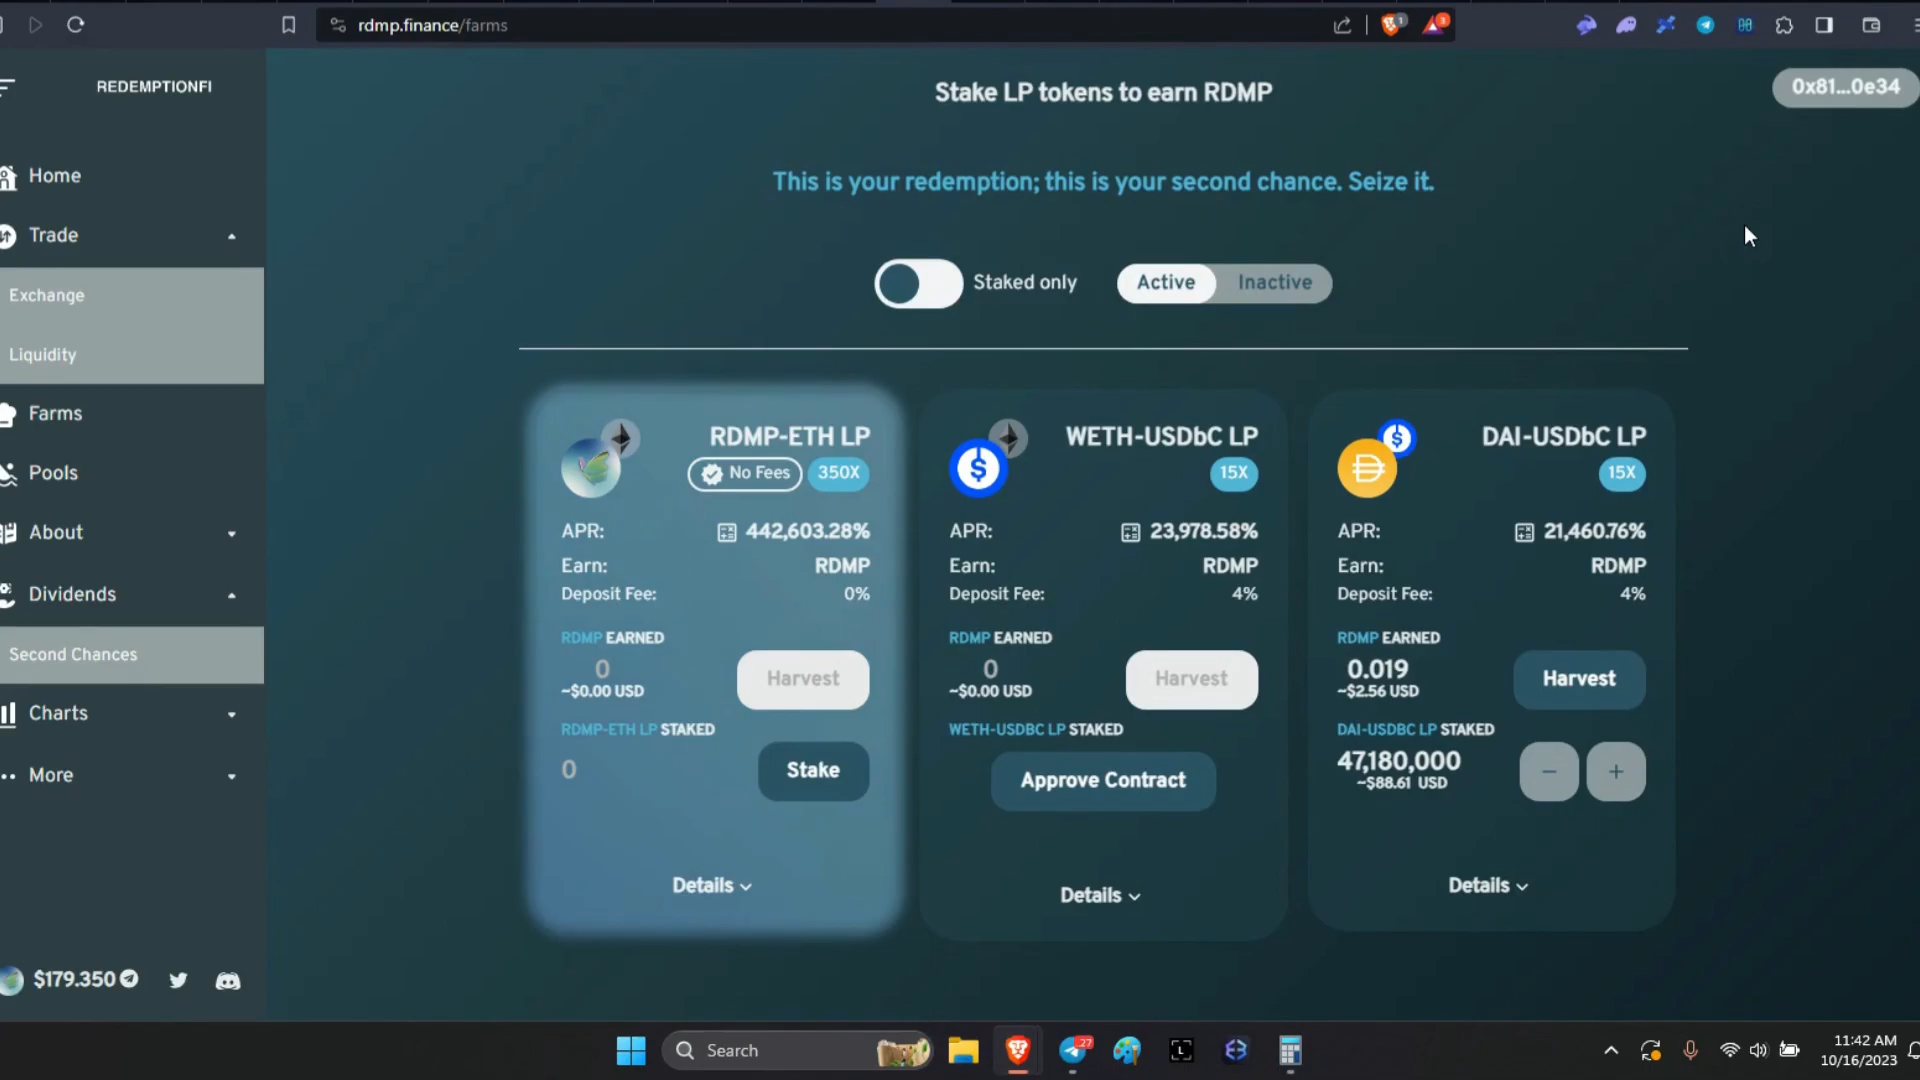 rdmp.finance/farms
1
3
REDEMPTIONFI
Stake LP tokens to earn RDMP
0x81...0e34
Home
This is your redemption; this is your second chance. Seize it.
Trade
Exchange
Staked only
Active
Inactive
Liquidity
Farms
Pools
About
Dividends
Second Chances
Charts
More
RDMP-ETH LP
No Fees
350X
APR:
442,603.28%
Earn:
RDMP
Deposit Fee:
0%
RDMP EARNED
0
~$0.00 USD
Harvest
RDMP-ETH LP STAKED
0
Stake
Details
WETH-USDbC LP
15X
APR:
23,978.58%
Earn:
RDMP
Deposit Fee:
4%
RDMP EARNED
0
~$0.00 USD
Harvest
WETH-USDBC LP STAKED
Approve Contract
Details
DAI-USDbC LP
15X
APR:
21,460.76%
Earn:
RDMP
Deposit Fee:
4%
RDMP EARNED
0.019
~$2.56 USD
Harvest
DAI-USDBC LP STAKED
47,180,000
~$88.61 USD
−
+
Details
$179.350
Search
27
L
11:42 AM
10/16/2023